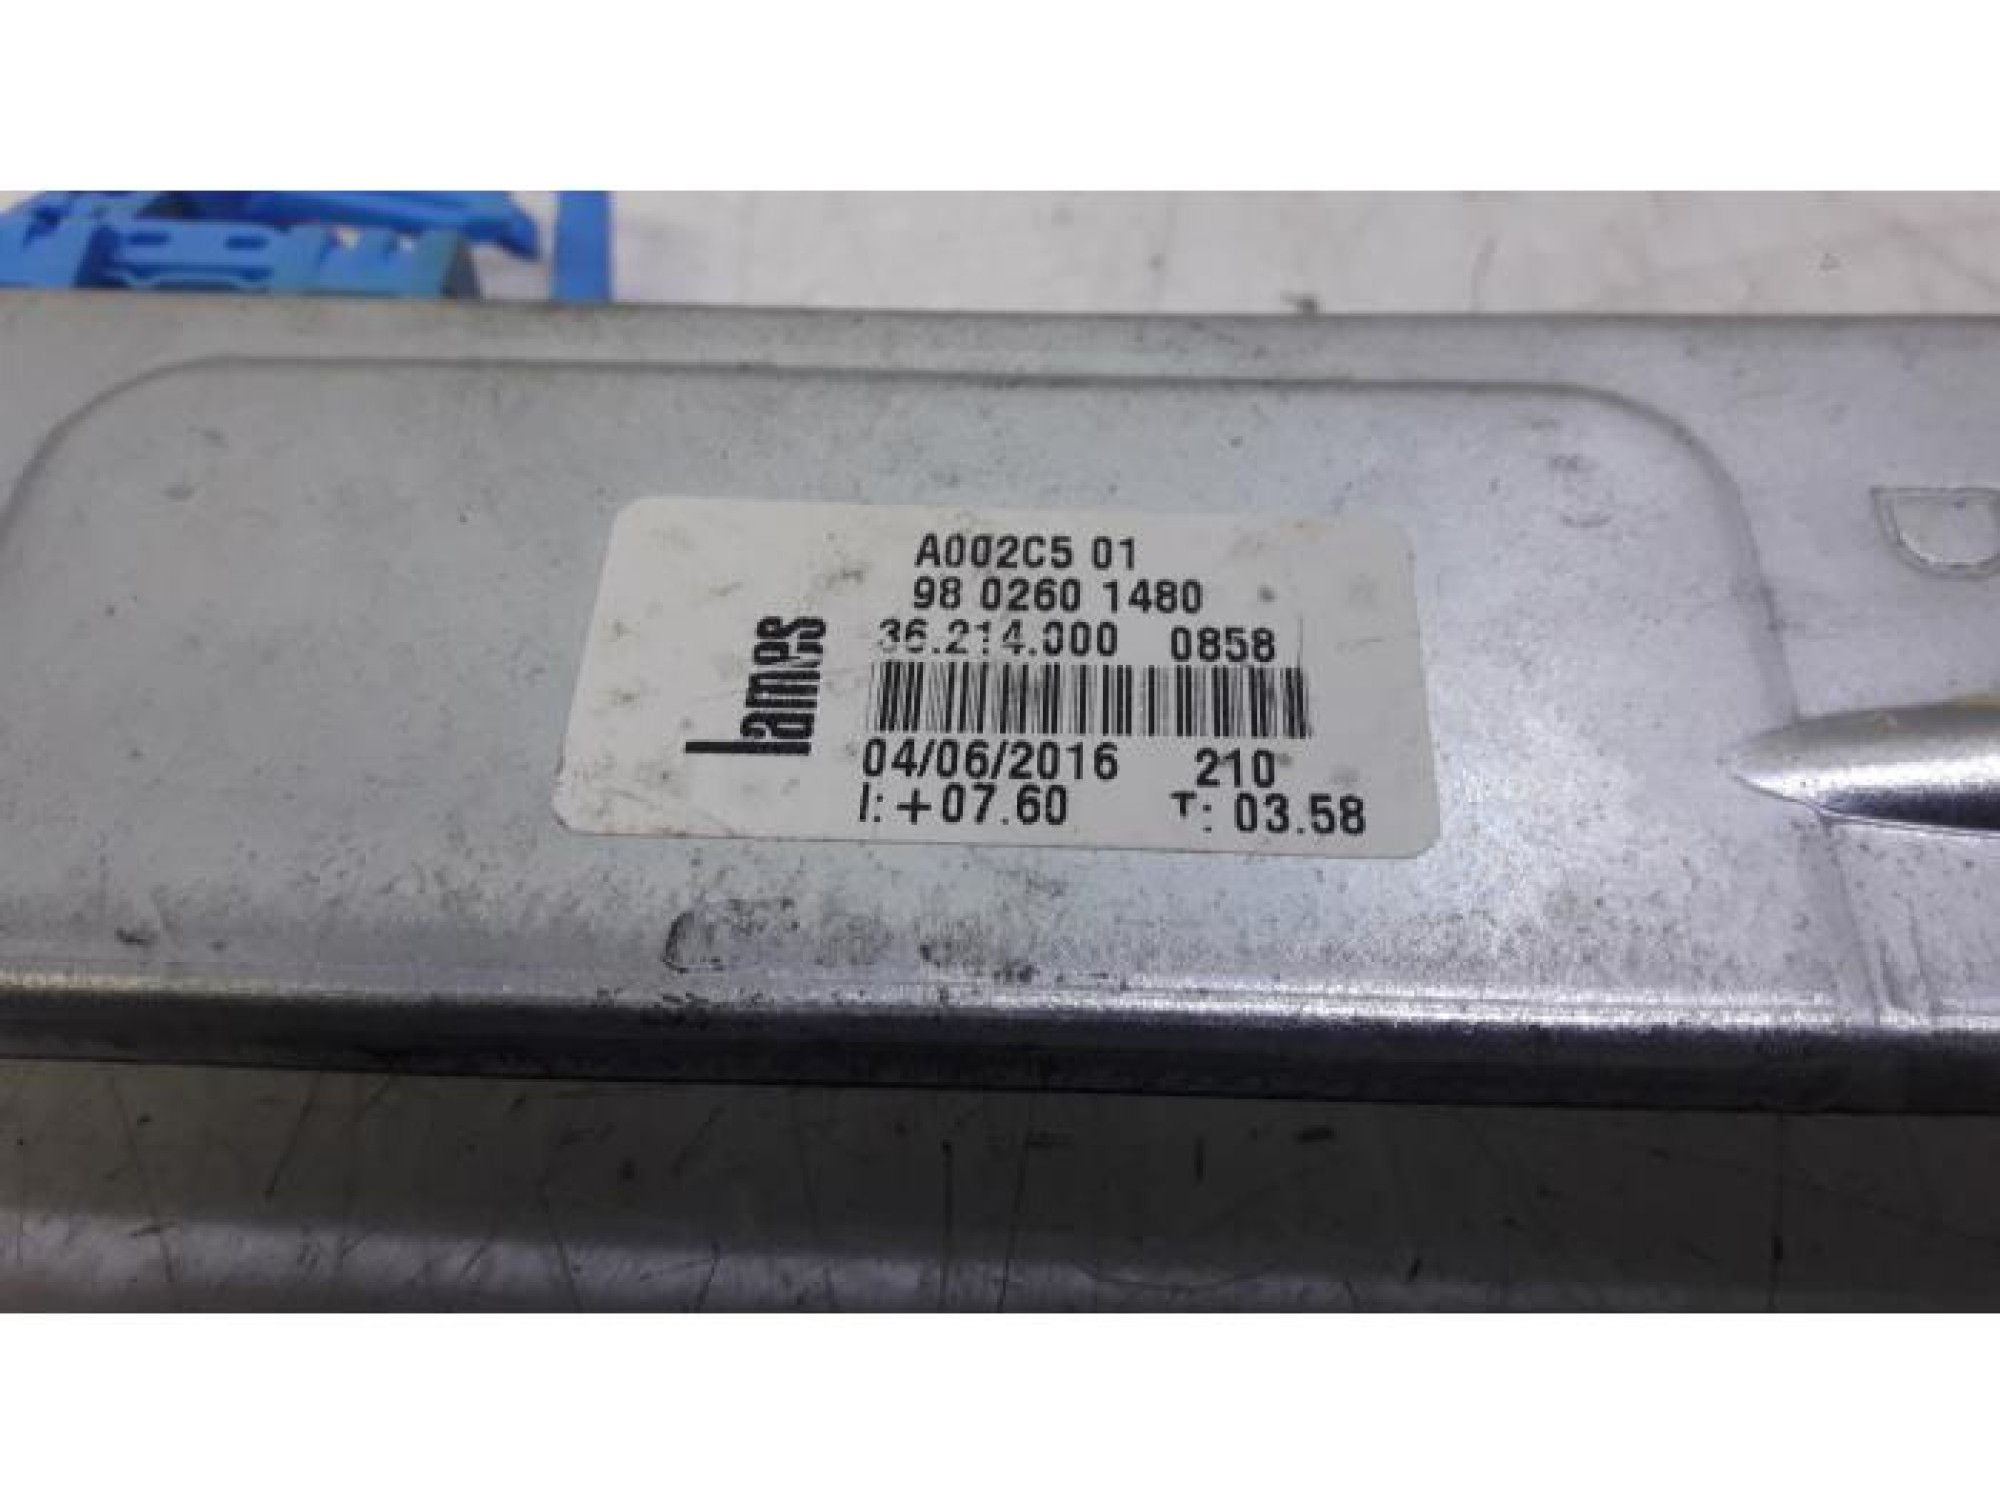 lames
A002C5 01
98 0260 1480
36.214.000 0858
04/06/2016 210
I: +07.60 T: 03.58